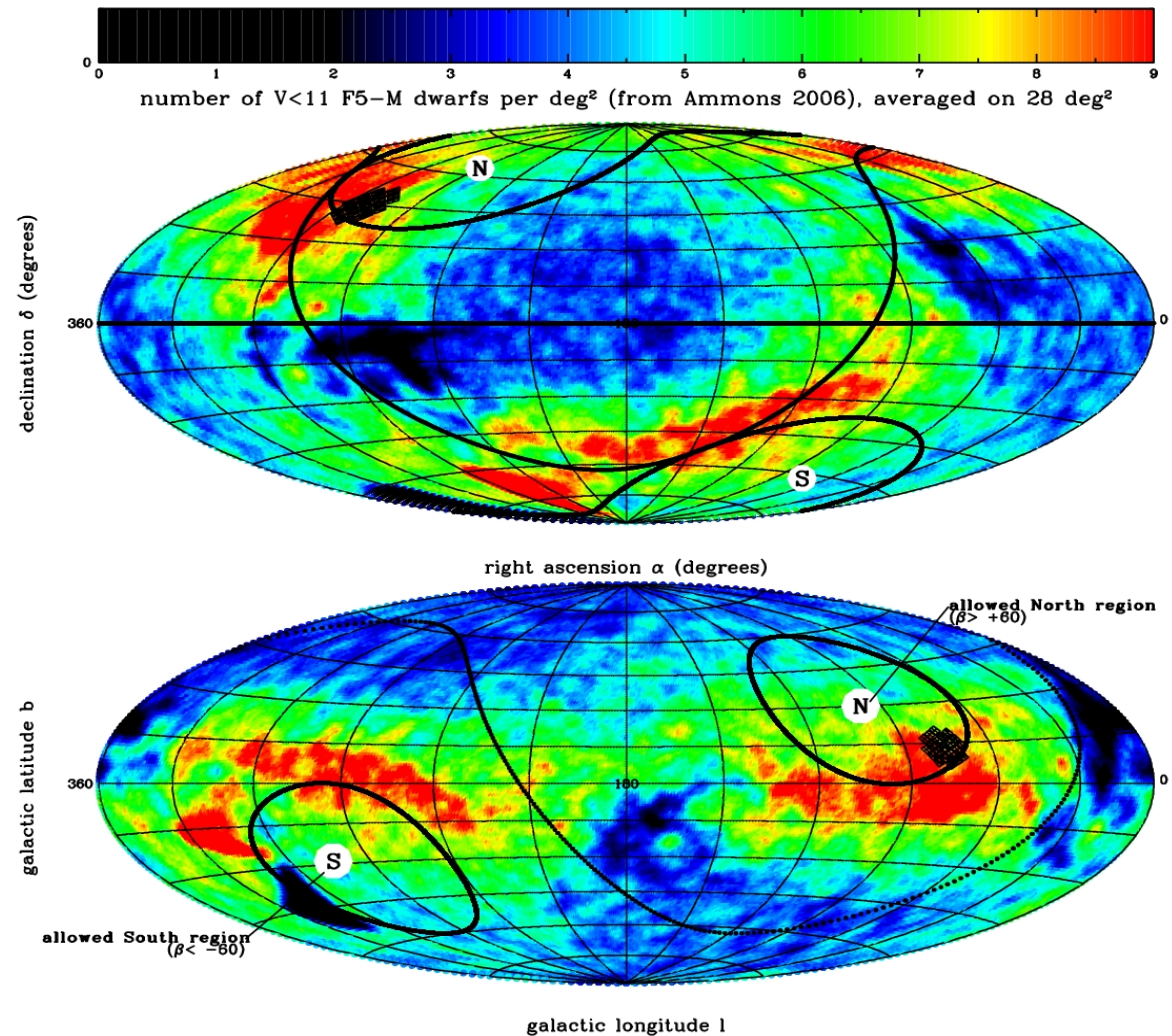 0
0 1 2 3 4 5 6 7 8 9
number of V<11 F5-M dwarfs per deg² (from Ammons 2006), averaged on 28 deg²
N
declination δ (degrees)
360
0
S
right ascension α (degrees)
allowed North region
(β> +60)
N
galactic latitude b
360
180
0
S
allowed South region
(β< -60)
galactic longitude l